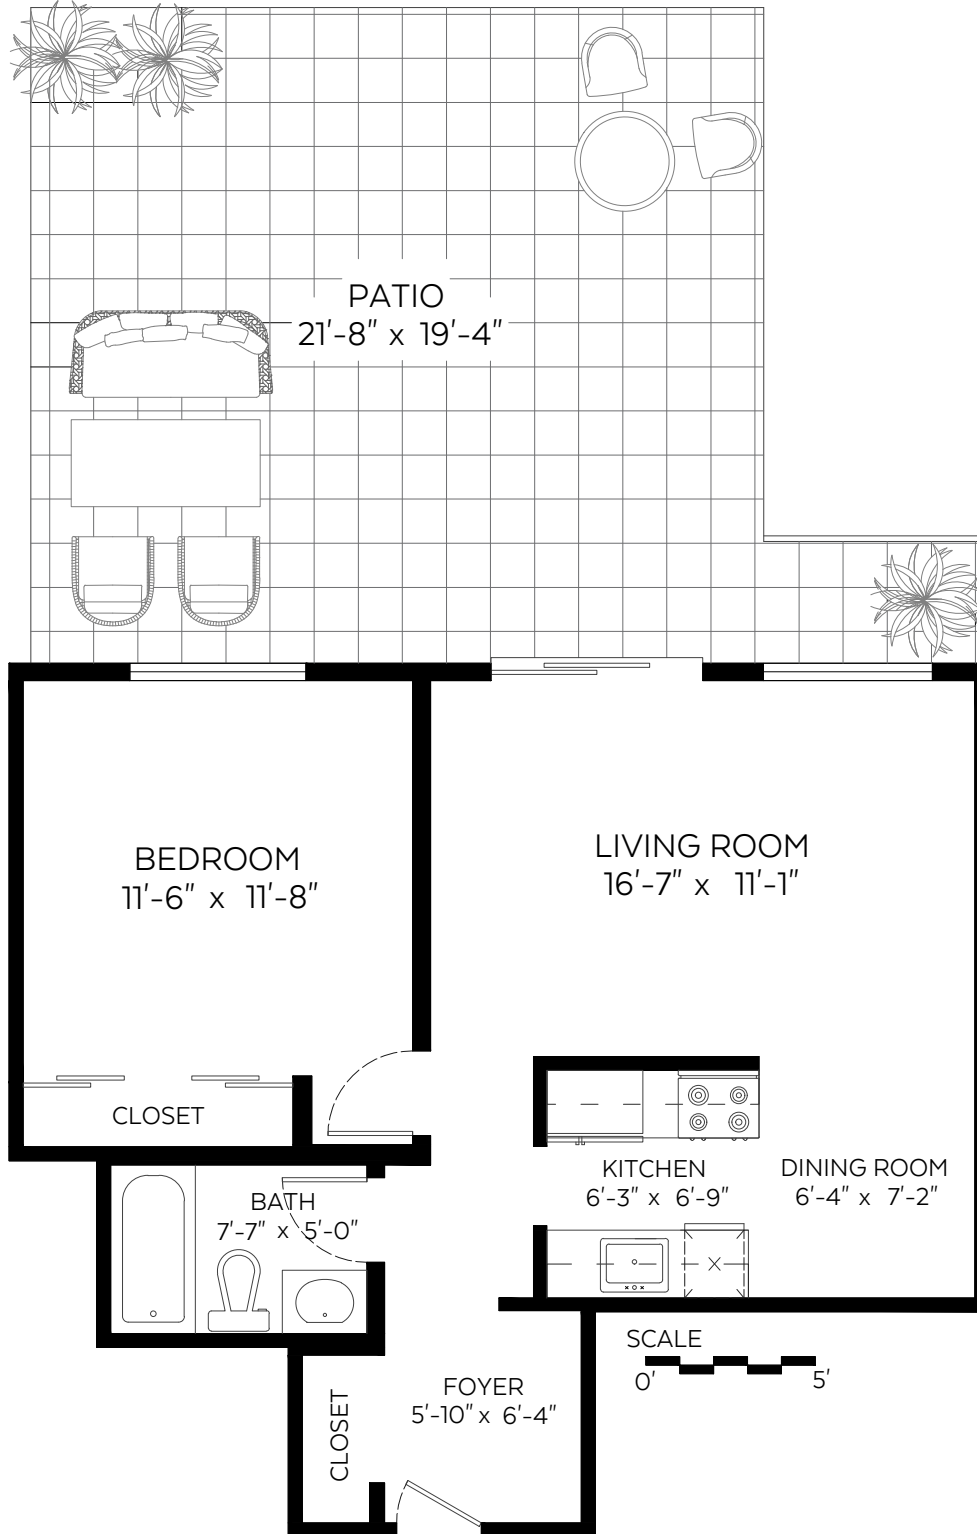 PATIO
21'-8" x 19'-4"
BEDROOM
11'-6" x 11'-8"
LIVING ROOM
16'-7" x 11'-1"
CLOSET
KITCHEN
6'-3" x 6'-9"
DINING ROOM
6'-4" x 7'-2"
BATH
7'-7" x 5'-0"
SCALE
0' 5'
FOYER
5'-10" x 6'-4"
CLOSET